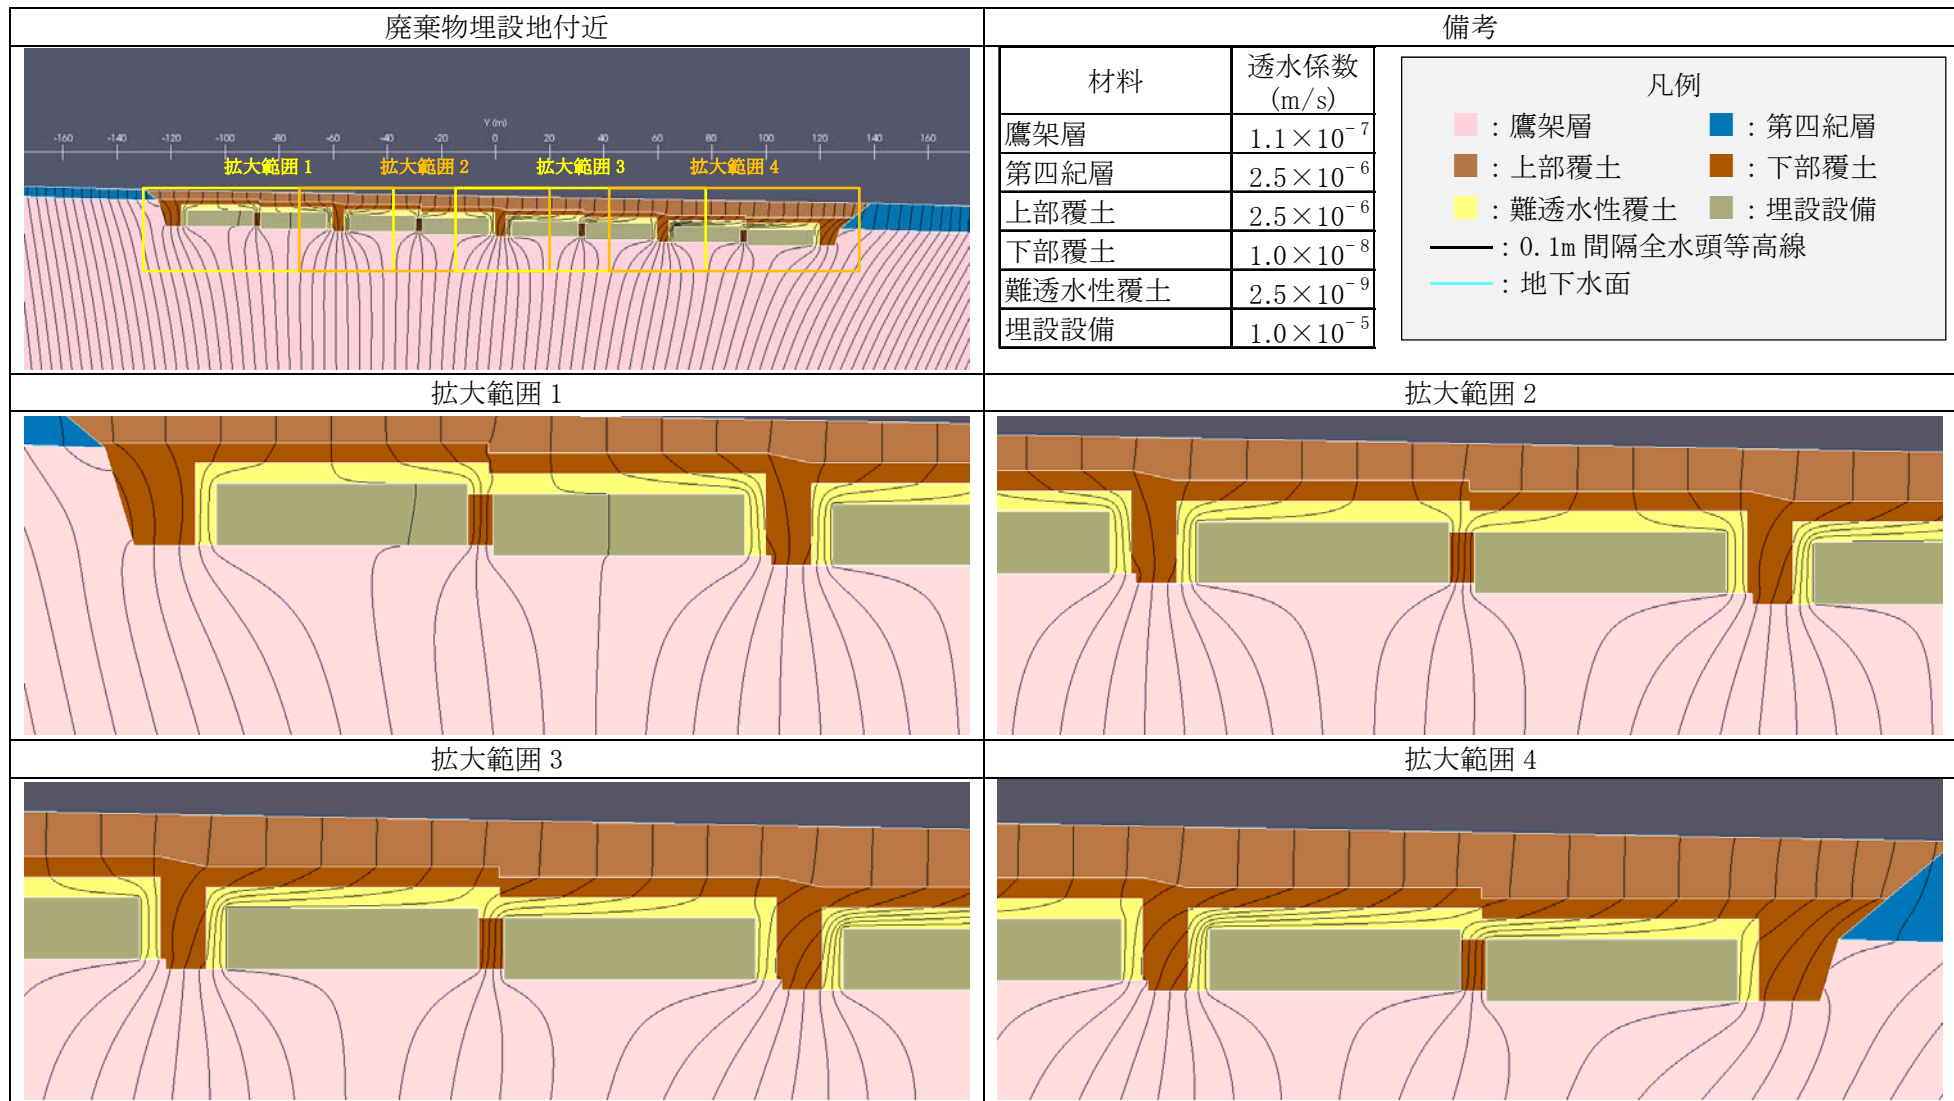 廃棄物埋設地付近
備考
Y (m)
-160 -140 -120 -100 -80 -60 -40 -20 0 20 40 60 80 100 120 140 160
拡大範囲 1 拡大範囲 2 拡大範囲 3 拡大範囲 4
材料 透水係数
(m/s)
鷹架層 1.1×10⁻⁷
第四紀層 2.5×10⁻⁶
上部覆土 2.5×10⁻⁶
下部覆土 1.0×10⁻⁸
難透水性覆土 2.5×10⁻⁹
埋設設備 1.0×10⁻⁵
凡例
：鷹架層 ：第四紀層
：上部覆土 ：下部覆土
：難透水性覆土 ：埋設設備
：0.1m 間隔全水頭等高線
：地下水面
拡大範囲 1
拡大範囲 2
拡大範囲 3
拡大範囲 4